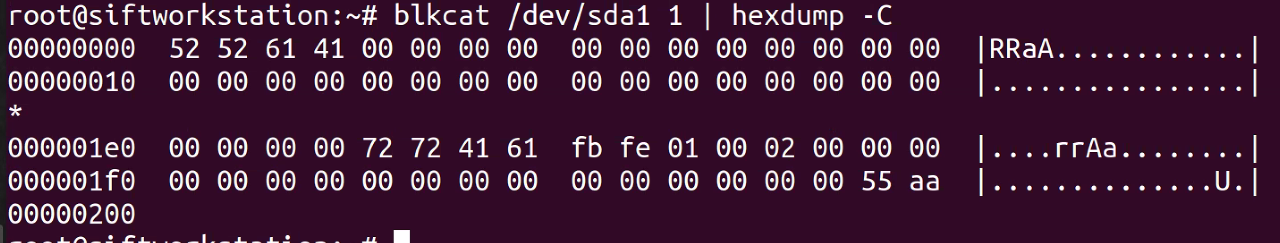 root@siftworkstation:~# blkcat /dev/sda1 1 | hexdump -C
00000000  52 52 61 41 00 00 00 00  00 00 00 00 00 00 00 00  |RRaA............|
00000010  00 00 00 00 00 00 00 00  00 00 00 00 00 00 00 00  |................|
*
000001e0  00 00 00 00 72 72 41 61  fb fe 01 00 02 00 00 00  |....rrAa........|
000001f0  00 00 00 00 00 00 00 00  00 00 00 00 00 00 55 aa  |..............U.|
00000200
root@siftworkstation:~#